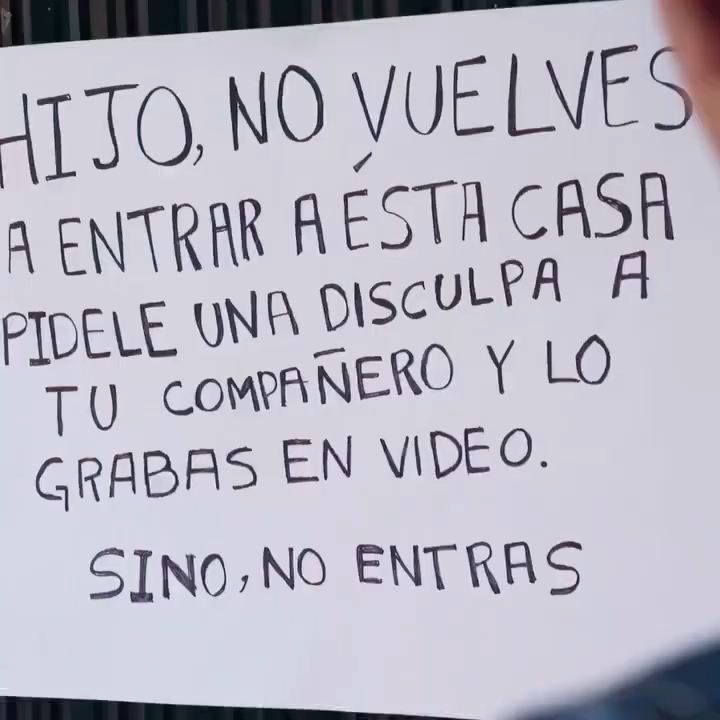 HIJO, NO VUELVES
A ENTRAR A ÉSTA CASA
PIDELE UNA DISCULPA A
TU COMPAÑERO Y LO
GRABAS EN VIDEO.
SINO, NO ENTRAS